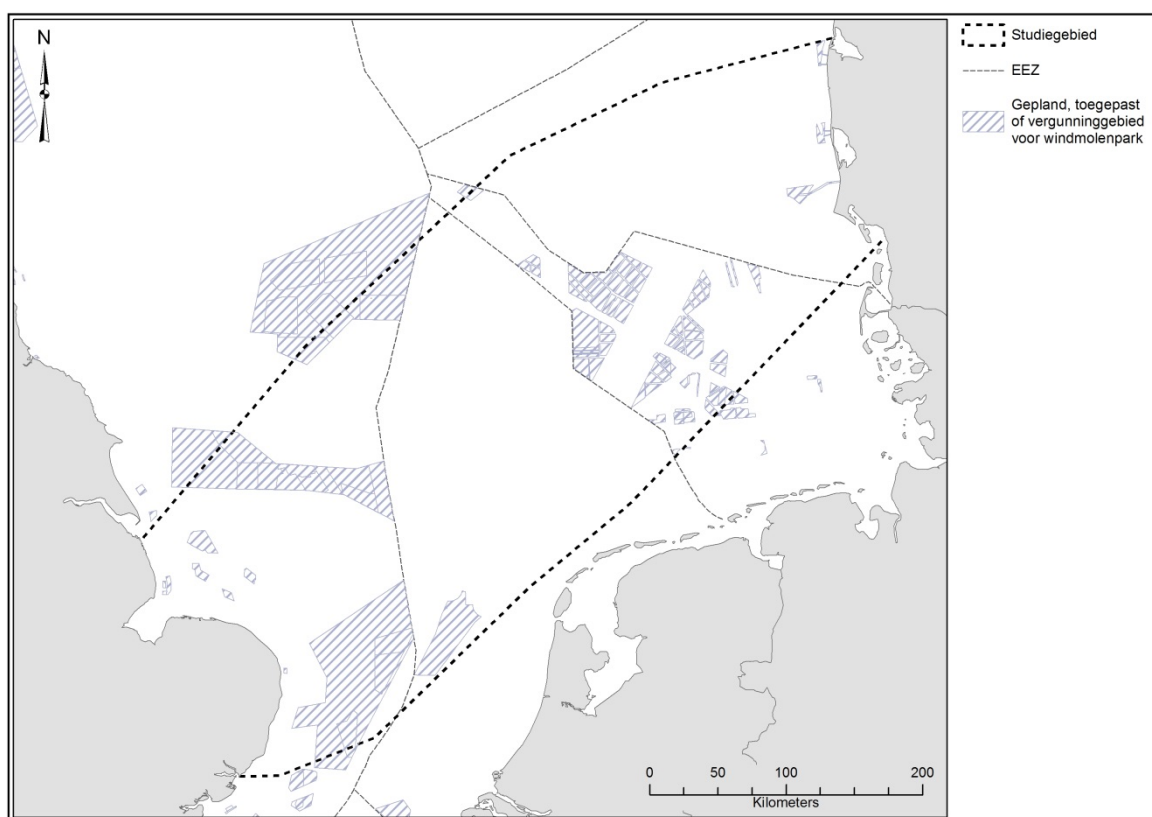 N
Studiegebied
EEZ
Gepland, toegepast
of vergunninggebied
voor windmolenpark
0 50 100 200
Kilometers